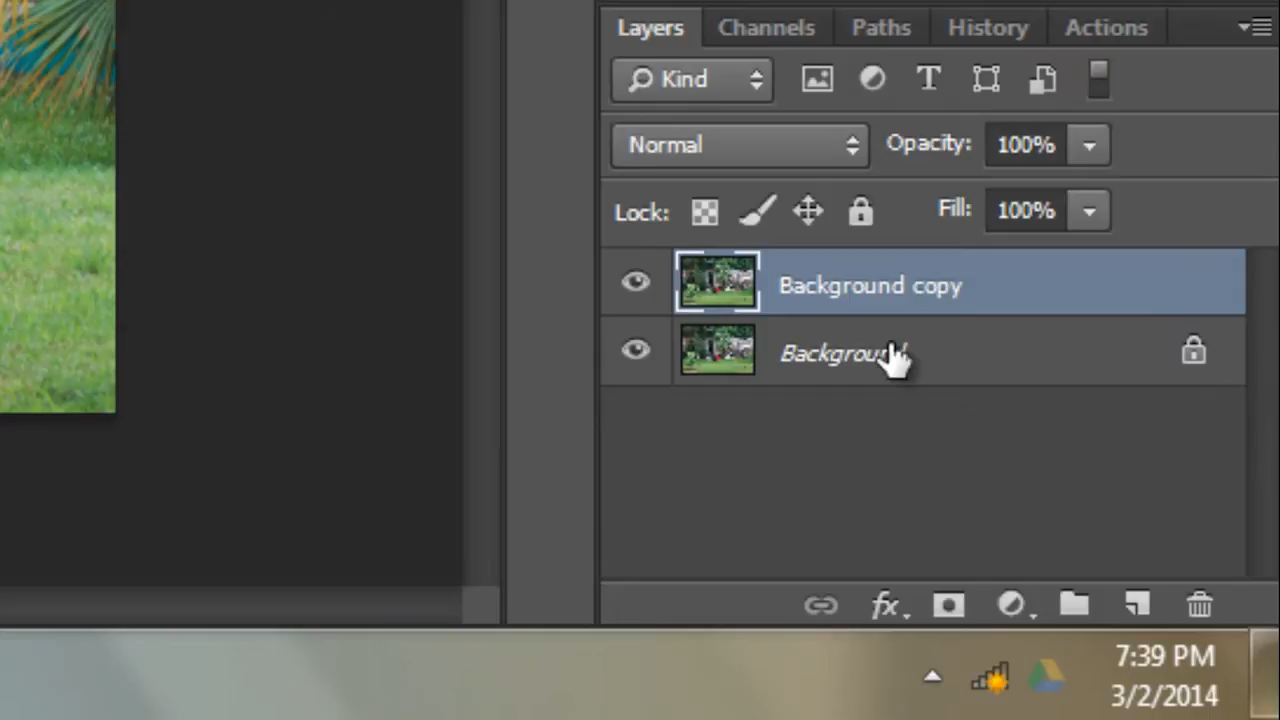 Layers Channels Paths History Actions
Kind T
Normal Opacity: 100%
Lock: Fill: 100%
Background copy
Background
fx
7:39 PM
3/2/2014